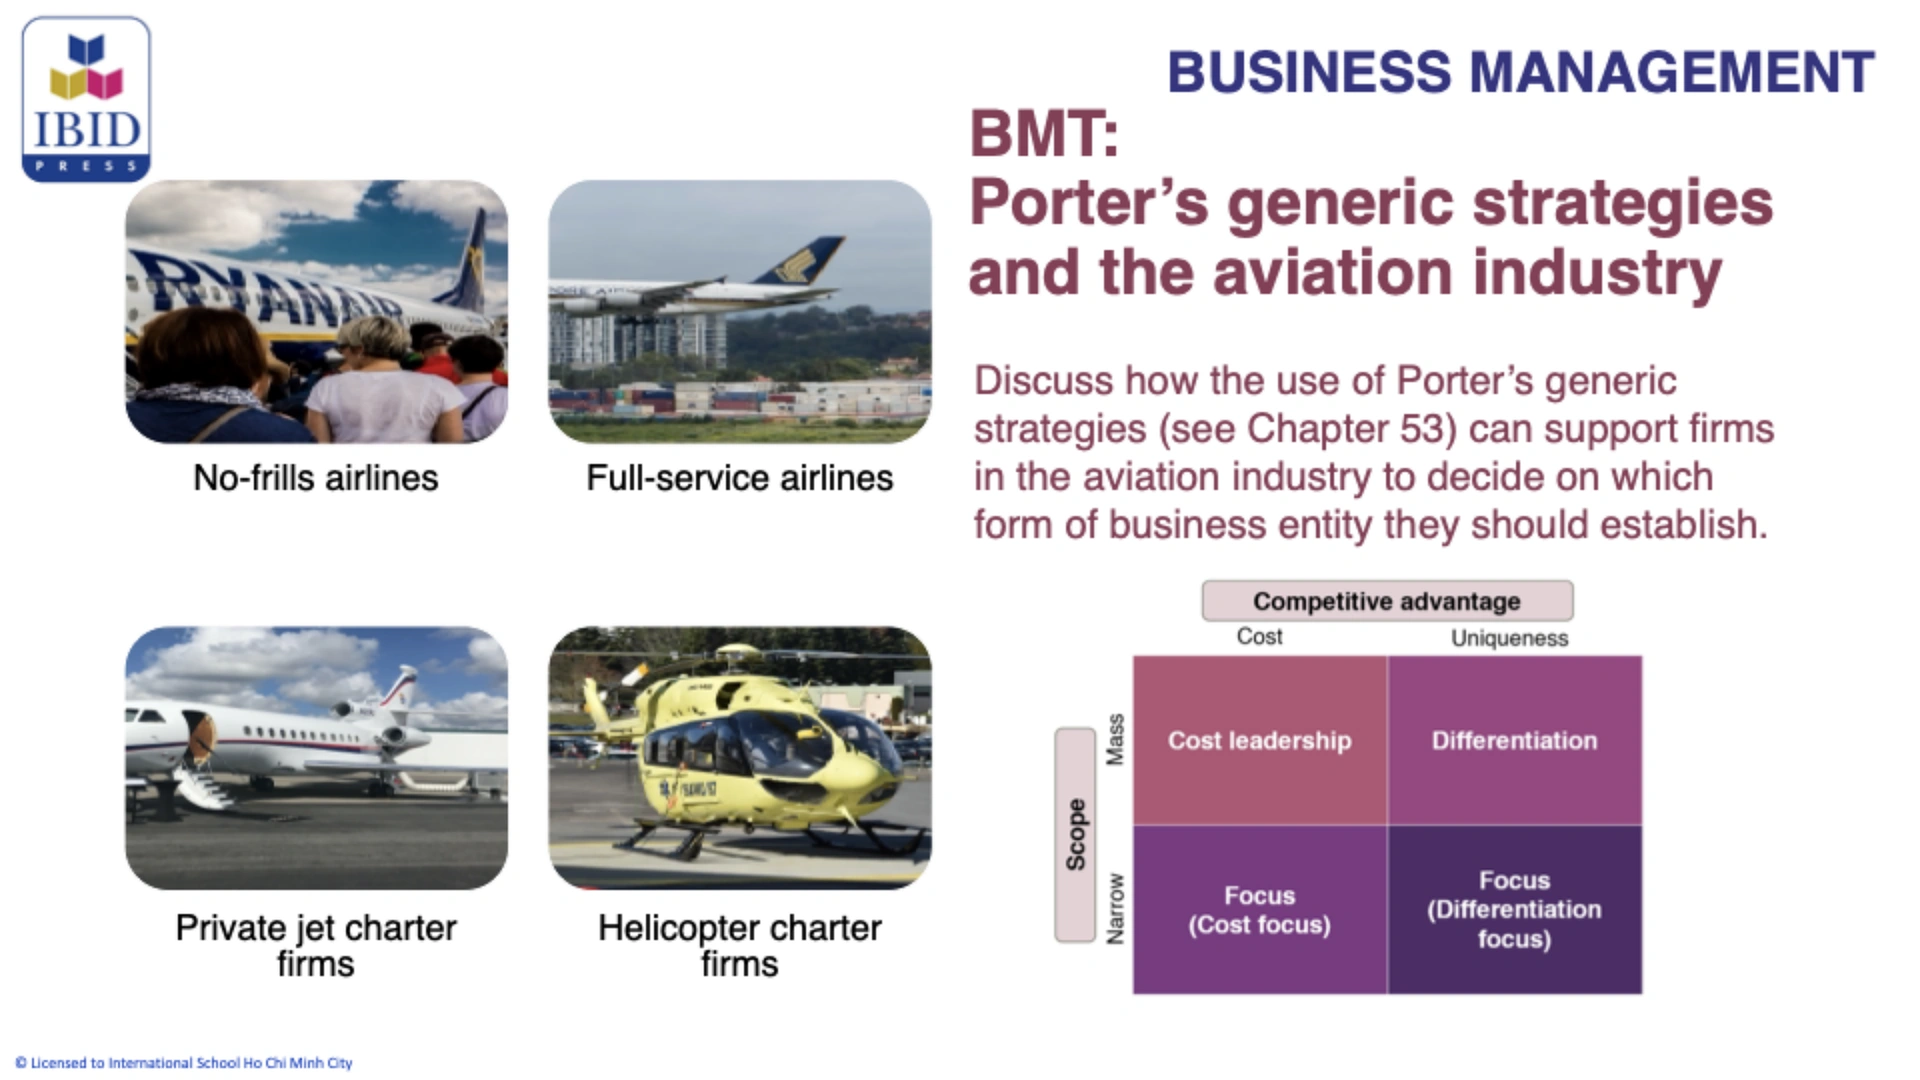 IBID
PRESS
BUSINESS MANAGEMENT
BMT:
Porter’s generic strategies
and the aviation industry
RYANAIR
No-frills airlines
Full-service airlines
Discuss how the use of Porter’s generic
strategies (see Chapter 53) can support firms
in the aviation industry to decide on which
form of business entity they should establish.
Private jet charter
firms
Helicopter charter
firms
Competitive advantage
Cost
Uniqueness
Scope
Mass
Narrow
Cost leadership
Differentiation
Focus
(Cost focus)
Focus
(Differentiation
focus)
© Licensed to International School Ho Chi Minh City